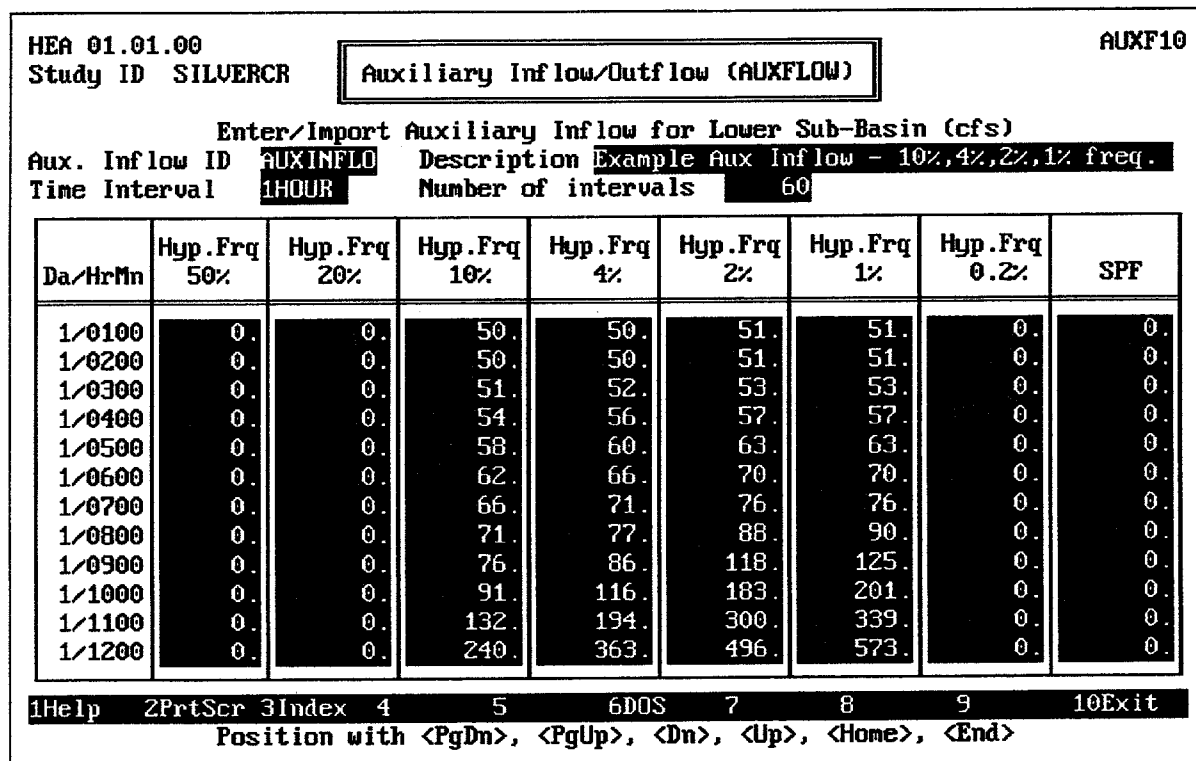 HEA 01.01.00 AUXF10
Study ID SILVERCR Auxiliary Inflow/Outflow (AUXFLOW)
Enter/Import Auxiliary Inflow for Lower Sub-Basin (cfs)
Aux. Inflow ID AUXINFLO Description Example Aux Inflow - 10%,4%,2%,1% freq.
Time Interval 1HOUR Number of intervals 60
Hyp.Frq Hyp.Frq Hyp.Frq Hyp.Frq Hyp.Frq Hyp.Frq Hyp.Frq
Da/HrMn 50% 20% 10% 4% 2% 1% 0.2% SPF
1/0100 0. 0. 50. 50. 51. 51. 0. 0.
1/0200 0. 0. 50. 50. 51. 51. 0. 0.
1/0300 0. 0. 51. 52. 53. 53. 0. 0.
1/0400 0. 0. 54. 56. 57. 57. 0. 0.
1/0500 0. 0. 58. 60. 63. 63. 0. 0.
1/0600 0. 0. 62. 66. 70. 70. 0. 0.
1/0700 0. 0. 66. 71. 76. 76. 0. 0.
1/0800 0. 0. 71. 77. 88. 90. 0. 0.
1/0900 0. 0. 76. 86. 118. 125. 0. 0.
1/1000 0. 0. 91. 116. 183. 201. 0. 0.
1/1100 0. 0. 132. 194. 300. 339. 0. 0.
1/1200 0. 0. 240. 363. 496. 573. 0. 0.
1Help 2PrtScr 3Index 4 5 6DOS 7 8 9 10Exit
Position with <PgDn>, <PgUp>, <Dn>, <Up>, <Home>, <End>